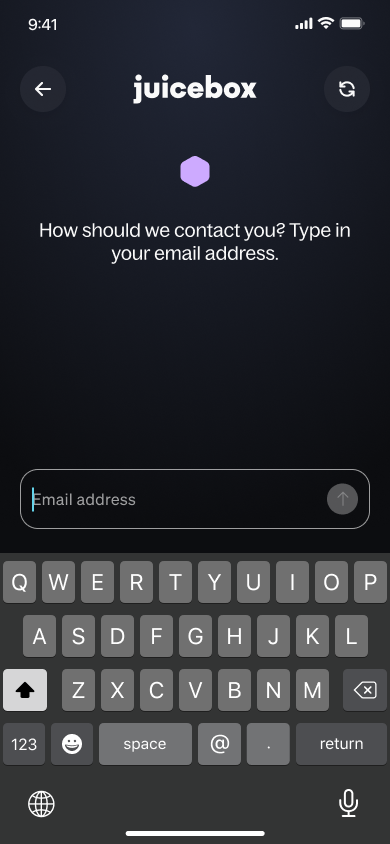 9:41
juicebox
How should we contact you? Type in
your email address.
Email address
Q W E R T Y U I O P
A S D F G H J K L
Z X C V B N M
123 space @ . return